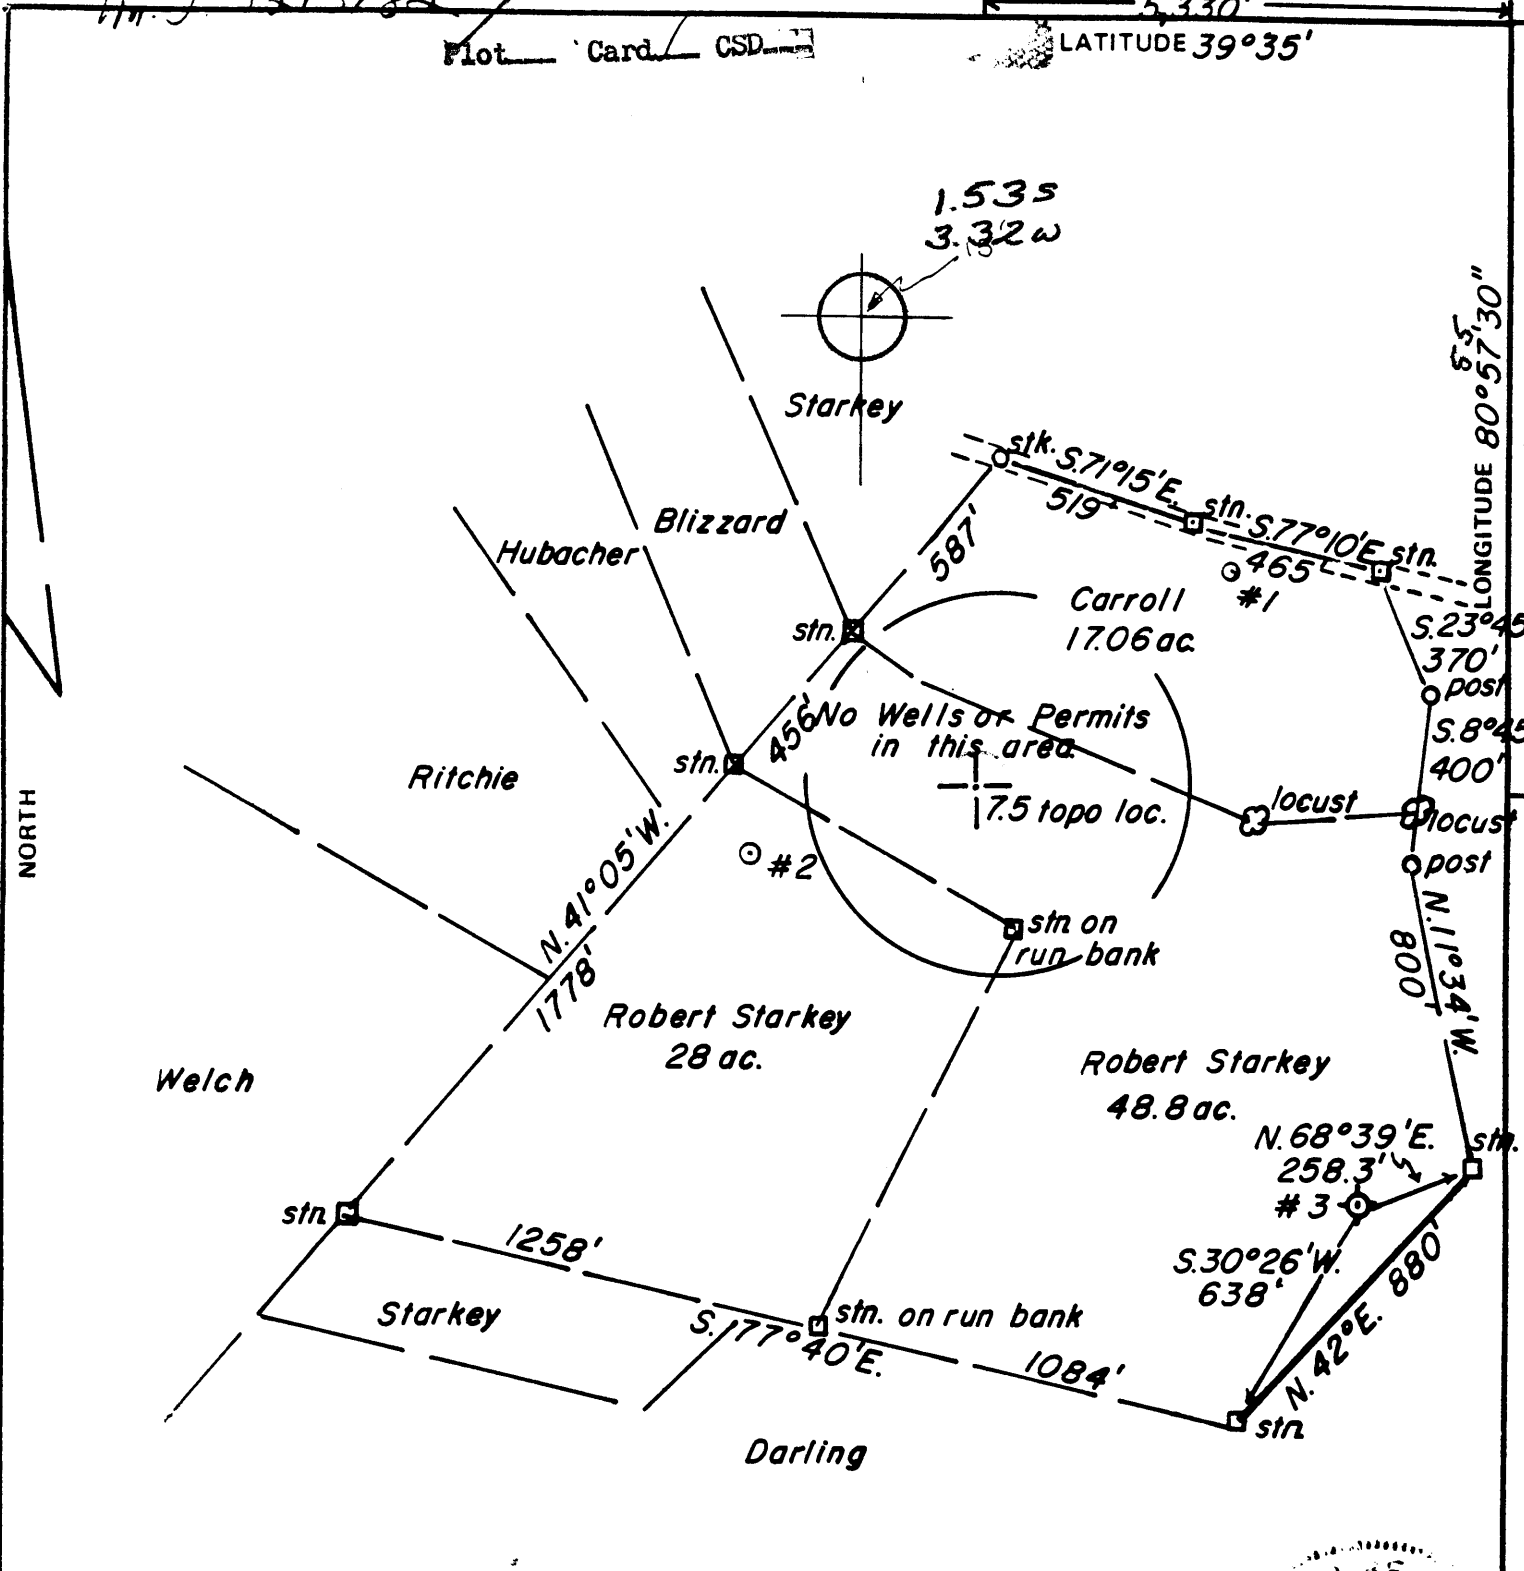 5,330'
Plot Card CSD
LATITUDE 39°35'
1.53 s
3.32 w
LONGITUDE 80°57'30"
55
Starkey
stk.
S.71°15'E.
519'
stn.
S.77°10'E.
465'
stn.
#1
587'
Blizzard
Hubacher
Carroll
17.06 ac.
S.23°45
370'
post
stn.
456'
No Wells or Permits
in this area.
S.8°45
400'
stn.
Ritchie
7.5 topo loc.
locust
locust
post
NORTH
#2
N.41°05'W.
1778'
stn on
run bank
N.11°34'W.
800'
Robert Starkey
28 ac.
Welch
Robert Starkey
48.8 ac.
N.68°39'E.
258.3'
#3
stn.
stn.
1258'
S.30°26'W.
638'
N.42°E. 880'
Starkey
stn. on run bank
S.77°40'E.
1084'
stn.
Darling